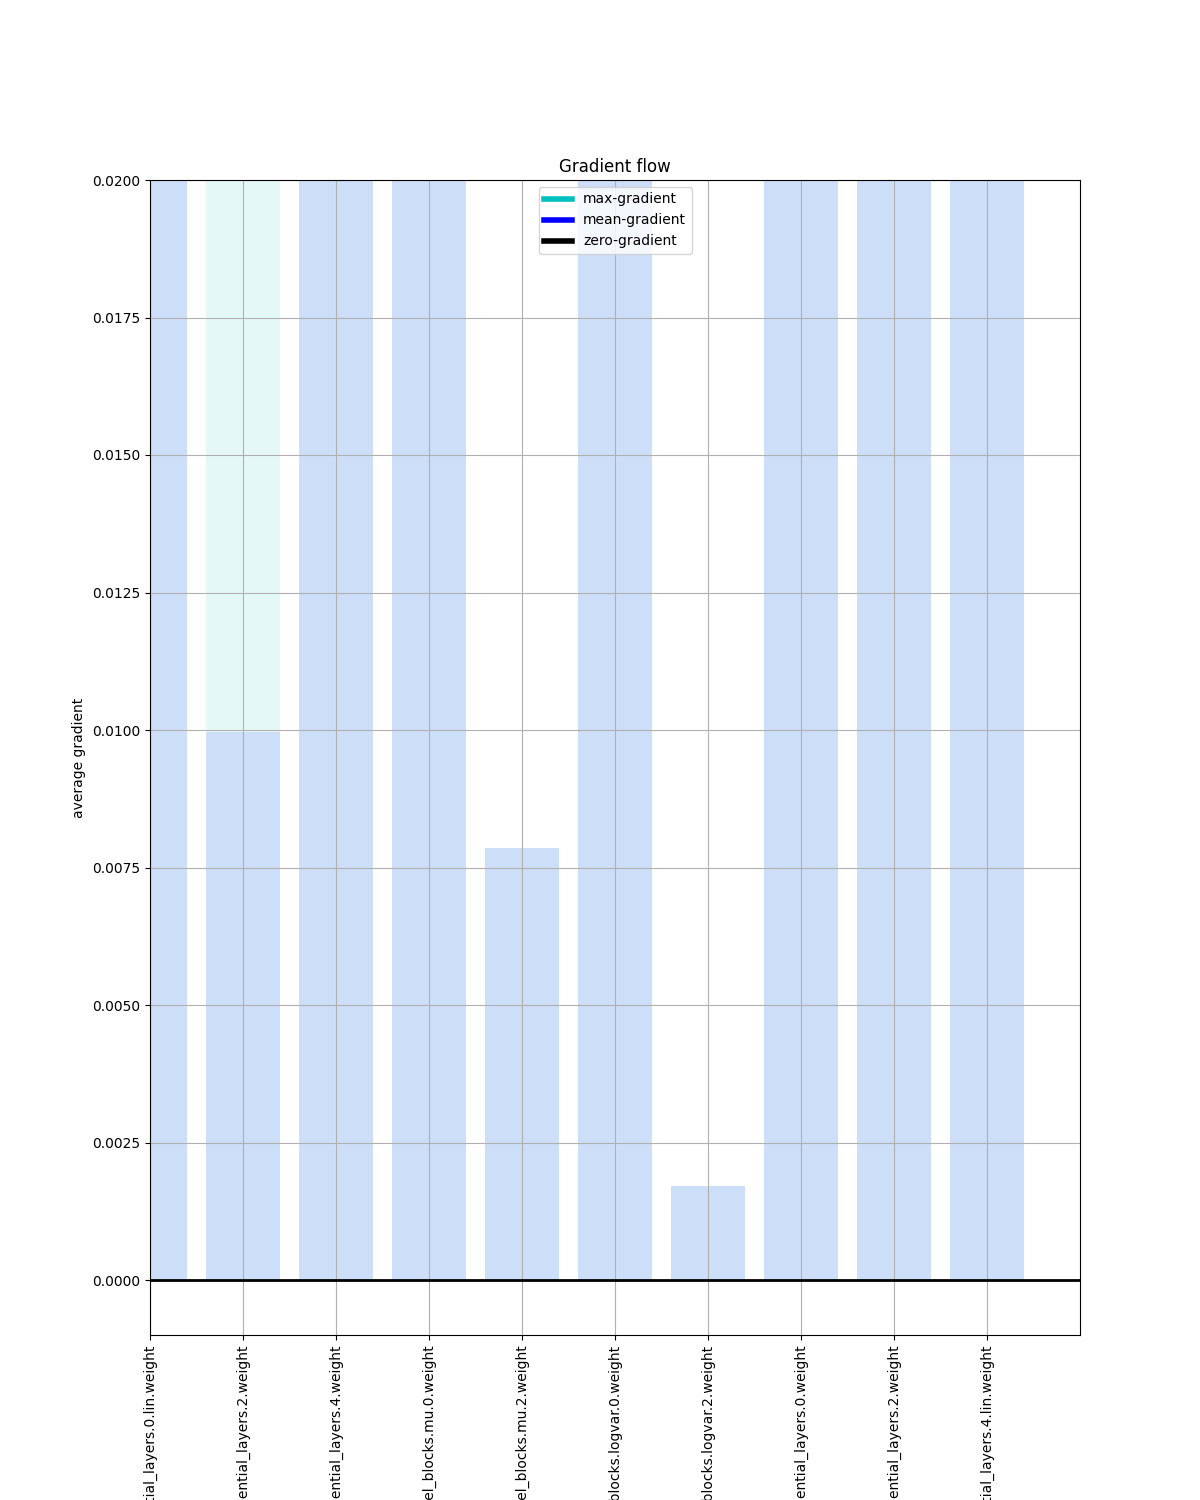 Gradient flow
max-gradient
mean-gradient
zero-gradient
0.0200
0.0175
0.0150
0.0125
0.0100
0.0075
0.0050
0.0025
0.0000
average gradient
tial_layers.0.lin.weight
ential_layers.2.weight
ential_layers.4.weight
el_blocks.mu.0.weight
el_blocks.mu.2.weight
blocks.logvar.0.weight
blocks.logvar.2.weight
ential_layers.0.weight
ential_layers.2.weight
tial_layers.4.lin.weight